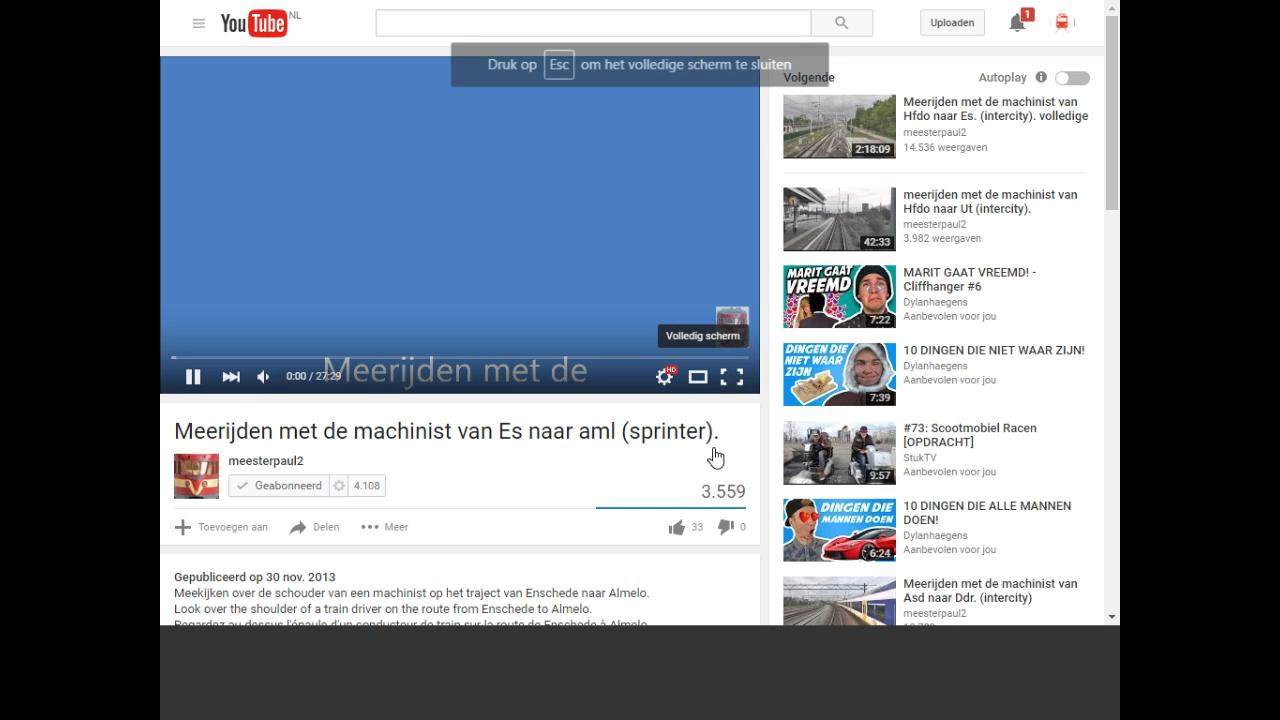 YouTube NL
Uploaden
1
Druk op Esc om het volledige scherm te sluiten
Volledig scherm
0:00 / 27:29
HD
Meerijden met de
Meerijden met de machinist van Es naar aml (sprinter).
meesterpaul2
Geabonneerd 4.108
3.559
Toevoegen aan Delen Meer 33 0
Gepubliceerd op 30 nov. 2013
Meekijken over de schouder van een machinist op het traject van Enschede naar Almelo.
Look over the shoulder of a train driver on the route from Enschede to Almelo.
Regardez au dessus l'épaule d'un conducteur de train sur la route de Enschede à Almelo
Volgende Autoplay
2:18:09
Meerijden met de machinist van
Hfdo naar Es. (intercity). volledige
meesterpaul2
14.536 weergaven
42:33
meerijden met de machinist van
Hfdo naar Ut (intercity).
meesterpaul2
3.982 weergaven
MARIT GAAT
VREEMD
7:22
MARIT GAAT VREEMD! -
Cliffhanger #6
Dylanhaegens
Aanbevolen voor jou
DINGEN DIE
NIET WAAR
ZIJN
7:39
10 DINGEN DIE NIET WAAR ZIJN!
Dylanhaegens
Aanbevolen voor jou
9:57
#73: Scootmobiel Racen
[OPDRACHT]
StukTV
Aanbevolen voor jou
DINGEN DIE
MANNEN DOEN
6:24
10 DINGEN DIE ALLE MANNEN
DOEN!
Dylanhaegens
Aanbevolen voor jou
Meerijden met de machinist van
Asd naar Ddr. (intercity)
meesterpaul2